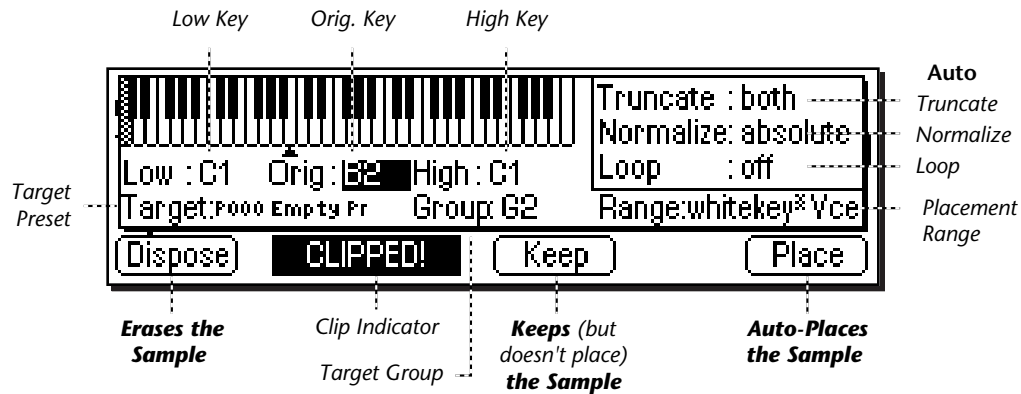 Low Key Orig. Key High Key
Auto
Truncate : both Truncate
Normalize: absolute Normalize
Loop : off Loop
Low : C1 Orig : B2 High : C1
Target Preset
Target: P000 Empty Pr Group: G2 Range:whitekey Vce
Placement Range
Dispose CLIPPED! Keep Place
Erases the Sample
Clip Indicator
Target Group
Keeps (but doesn't place) the Sample
Auto-Places the Sample